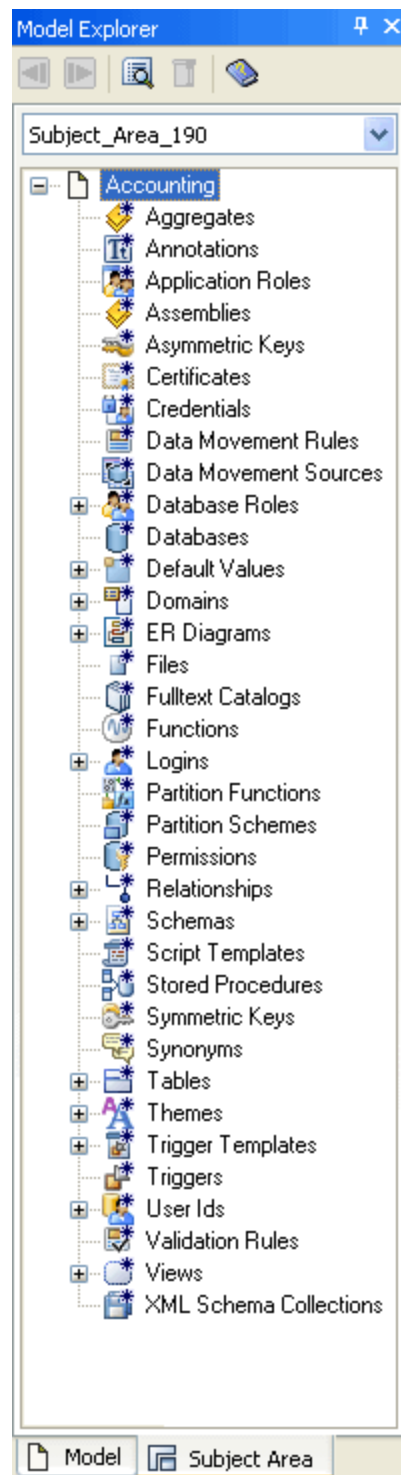 Model Explorer
Subject_Area_190
Accounting
Aggregates
Annotations
Application Roles
Assemblies
Asymmetric Keys
Certificates
Credentials
Data Movement Rules
Data Movement Sources
Database Roles
Databases
Default Values
Domains
ER Diagrams
Files
Fulltext Catalogs
Functions
Logins
Partition Functions
Partition Schemes
Permissions
Relationships
Schemas
Script Templates
Stored Procedures
Symmetric Keys
Synonyms
Tables
Themes
Trigger Templates
Triggers
User Ids
Validation Rules
Views
XML Schema Collections
Model Subject Area